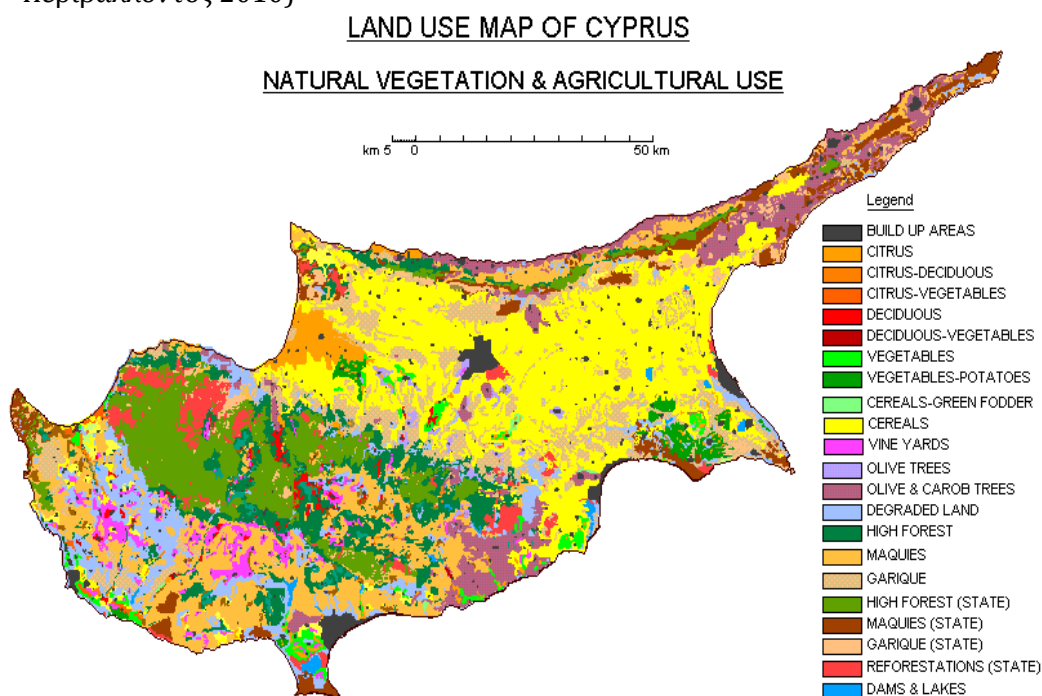 2010)
LAND USE MAP OF CYPRUS
NATURAL VEGETATION & AGRICULTURAL USE
km 5 0 50 km
Legend
BUILD UP AREAS
CITRUS
CITRUS-DECIDUOUS
CITRUS-VEGETABLES
DECIDUOUS
DECIDUOUS-VEGETABLES
VEGETABLES
VEGETABLES-POTATOES
CEREALS-GREEN FODDER
CEREALS
VINE YARDS
OLIVE TREES
OLIVE & CAROB TREES
DEGRADED LAND
HIGH FOREST
MAQUIES
GARIQUE
HIGH FOREST (STATE)
MAQUIES (STATE)
GARIQUE (STATE)
REFORESTATIONS (STATE)
DAMS & LAKES